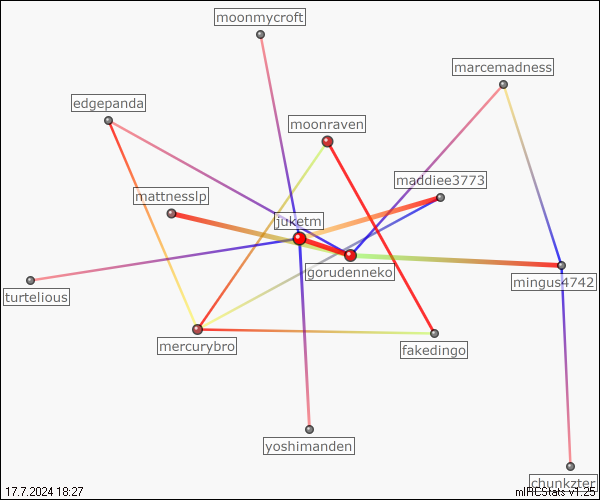 moonmycroft
marcemadness
edgepanda
moonraven
maddiee3773
mattnesslp
juketm
gorudenneko
mingus4742
turtelious
mercurybro
fakedingo
yoshimanden
chunkzter
17.7.2024 18:27
mIRCStats v1.25